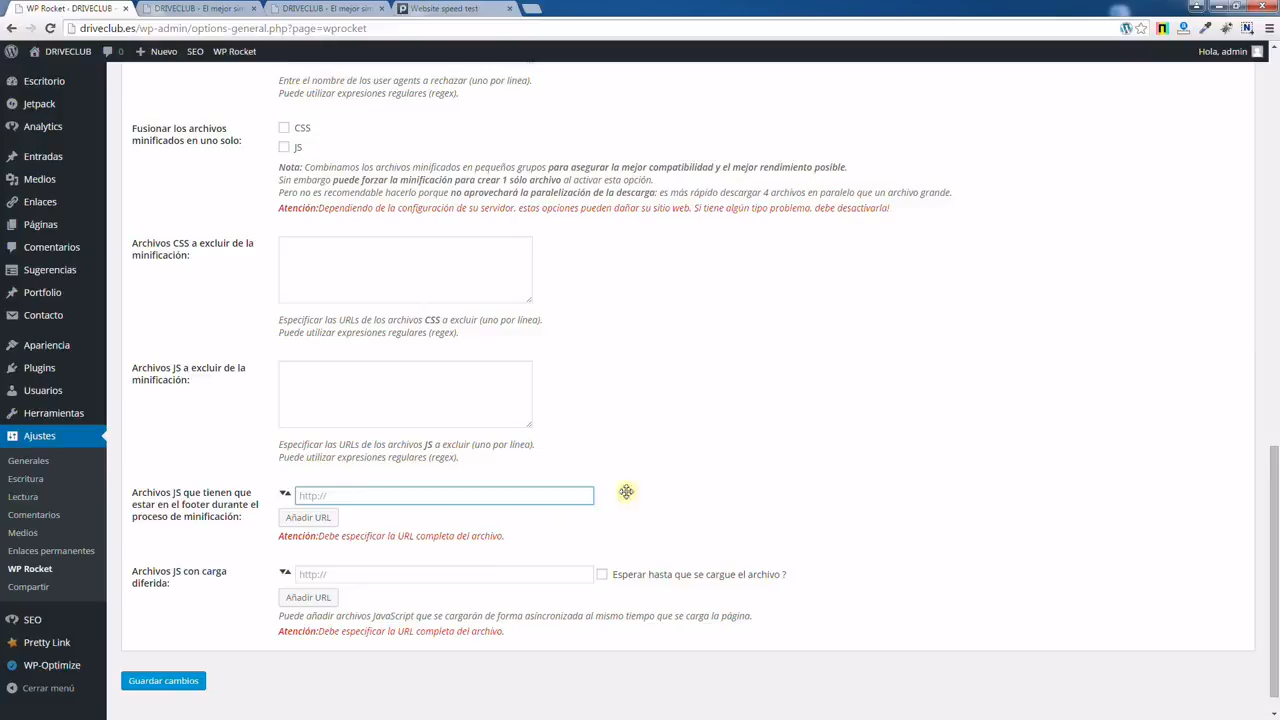 WP Rocket ‹ DRIVECLUB -
DRIVECLUB - El mejor sim
DRIVECLUB - El mejor sim
Website speed test
driveclub.es/wp-admin/options-general.php?page=wprocket
DRIVECLUB
0
Nuevo
SEO
WP Rocket
Hola, admin
Escritorio
Jetpack
Analytics
Entradas
Medios
Enlaces
Páginas
Comentarios
Sugerencias
Portfolio
Contacto
Apariencia
Plugins
Usuarios
Herramientas
Ajustes
Generales
Escritura
Lectura
Comentarios
Medios
Enlaces permanentes
WP Rocket
Compartir
SEO
Pretty Link
WP-Optimize
Cerrar menú
Entre el nombre de los user agents a rechazar (uno por línea).
Puede utilizar expresiones regulares (regex).
Fusionar los archivos
minificados en uno solo:
CSS
JS
Nota: Combinamos los archivos minificados en pequeños grupos para asegurar la mejor compatibilidad y el mejor rendimiento posible.
Sin embargo puede forzar la minificación para crear 1 sólo archivo al activar esta opción.
Pero no es recomendable hacerlo porque no aprovechará la paralelización de la descarga: es más rápido descargar 4 archivos en paralelo que un archivo grande.
Atención:Dependiendo de la configuración de su servidor, estas opciones pueden dañar su sitio web. Si tiene algún tipo problema, debe desactivarla!
Archivos CSS a excluir de la
minificación:
Especificar las URLs de los archivos CSS a excluir (uno por línea).
Puede utilizar expresiones regulares (regex).
Archivos JS a excluir de la
minificación:
Especificar las URLs de los archivos JS a excluir (uno por línea).
Puede utilizar expresiones regulares (regex).
Archivos JS que tienen que
estar en el footer durante el
proceso de minificación:
http://
Añadir URL
Atención:Debe especificar la URL completa del archivo.
Archivos JS con carga
diferida:
http://
Esperar hasta que se cargue el archivo ?
Añadir URL
Puede añadir archivos JavaScript que se cargarán de forma asíncronizada al mismo tiempo que se carga la página.
Atención:Debe especificar la URL completa del archivo.
Guardar cambios